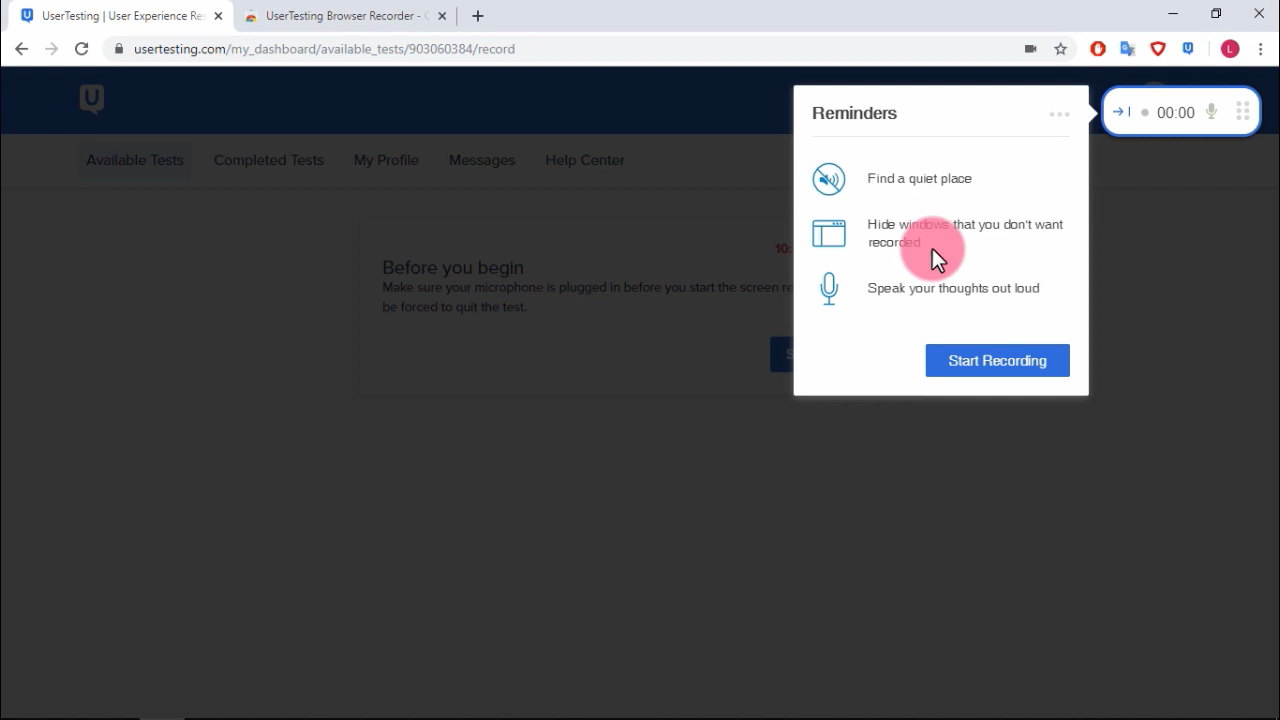 UserTesting | User Experience Re
UserTesting Browser Recorder -
usertesting.com/my_dashboard/available_tests/903060384/record
L
U
Reminders
00:00
Available Tests
Completed Tests
My Profile
Messages
Help Center
Find a quiet place
Hide windows that you don't want
recorded
10:
Before you begin
Make sure your microphone is plugged in before you start the screen re
be forced to quit the test.
Speak your thoughts out loud
S
Start Recording